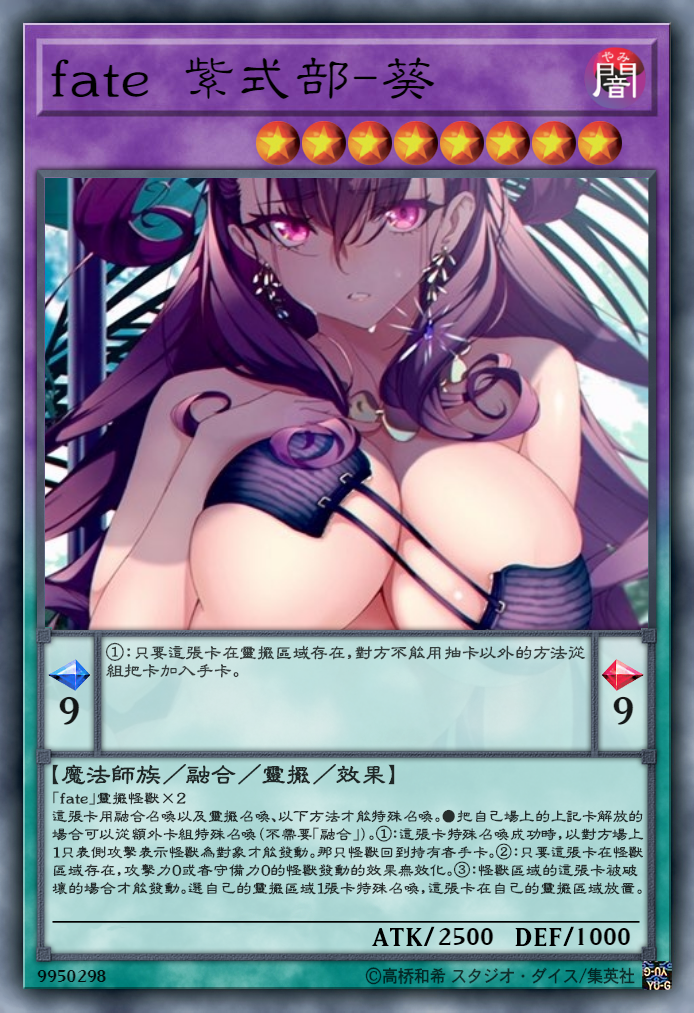 fate 紫式部-葵
やみ
闇
①:只要這張卡在靈擺區域存在,對方不能用抽卡以外的方法從
組把卡加入手卡。
9
9
【魔法師族／融合／靈擺／效果】
「fate」靈擺怪獸×2
這張卡用融合召喚以及靈擺召喚、以下方法才能特殊召喚。●把自己場上的上記卡解放的
場合可以從額外卡組特殊召喚(不需要「融合」)。①:這張卡特殊召喚成功時,以對方場上
1只表側攻擊表示怪獸為對象才能發動。那只怪獸回到持有者手卡。②:只要這張卡在怪獸
區域存在,攻擊力0或者守備力0的怪獸發動的效果無效化。③:怪獸區域的這張卡被破
壞的場合才能發動。選自己的靈擺區域1張卡特殊召喚,這張卡在自己的靈擺區域放置。
ATK/2500 DEF/1000
9950298
©高桥和希 スタジオ・ダイス/集英社
YU-G
YU-G